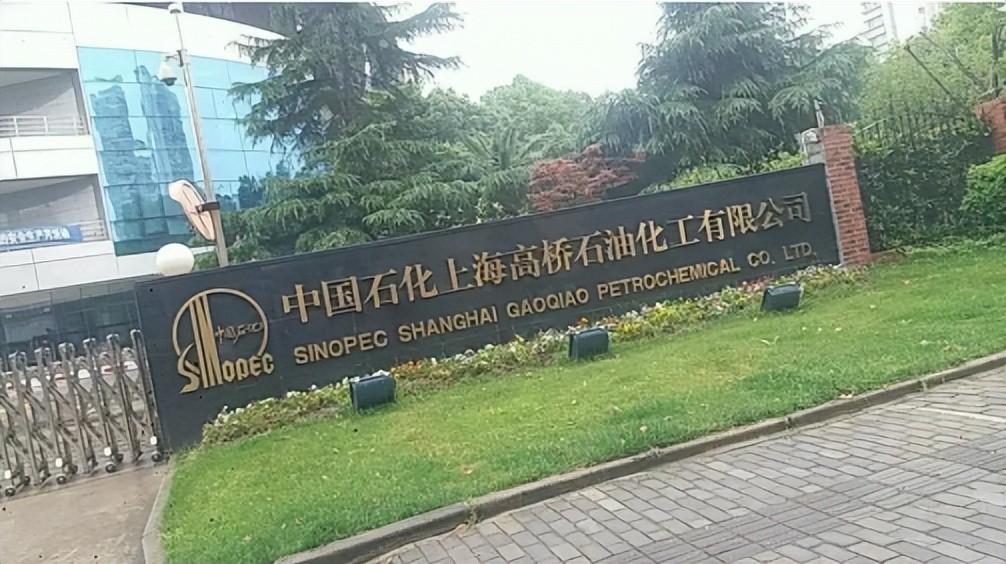 中国石化上海高桥石油化工有限公司
SINOPEC SHANGHAI GAOQIAO PETROCHEMICAL CO. LTD.
中国石化
SINOPEC